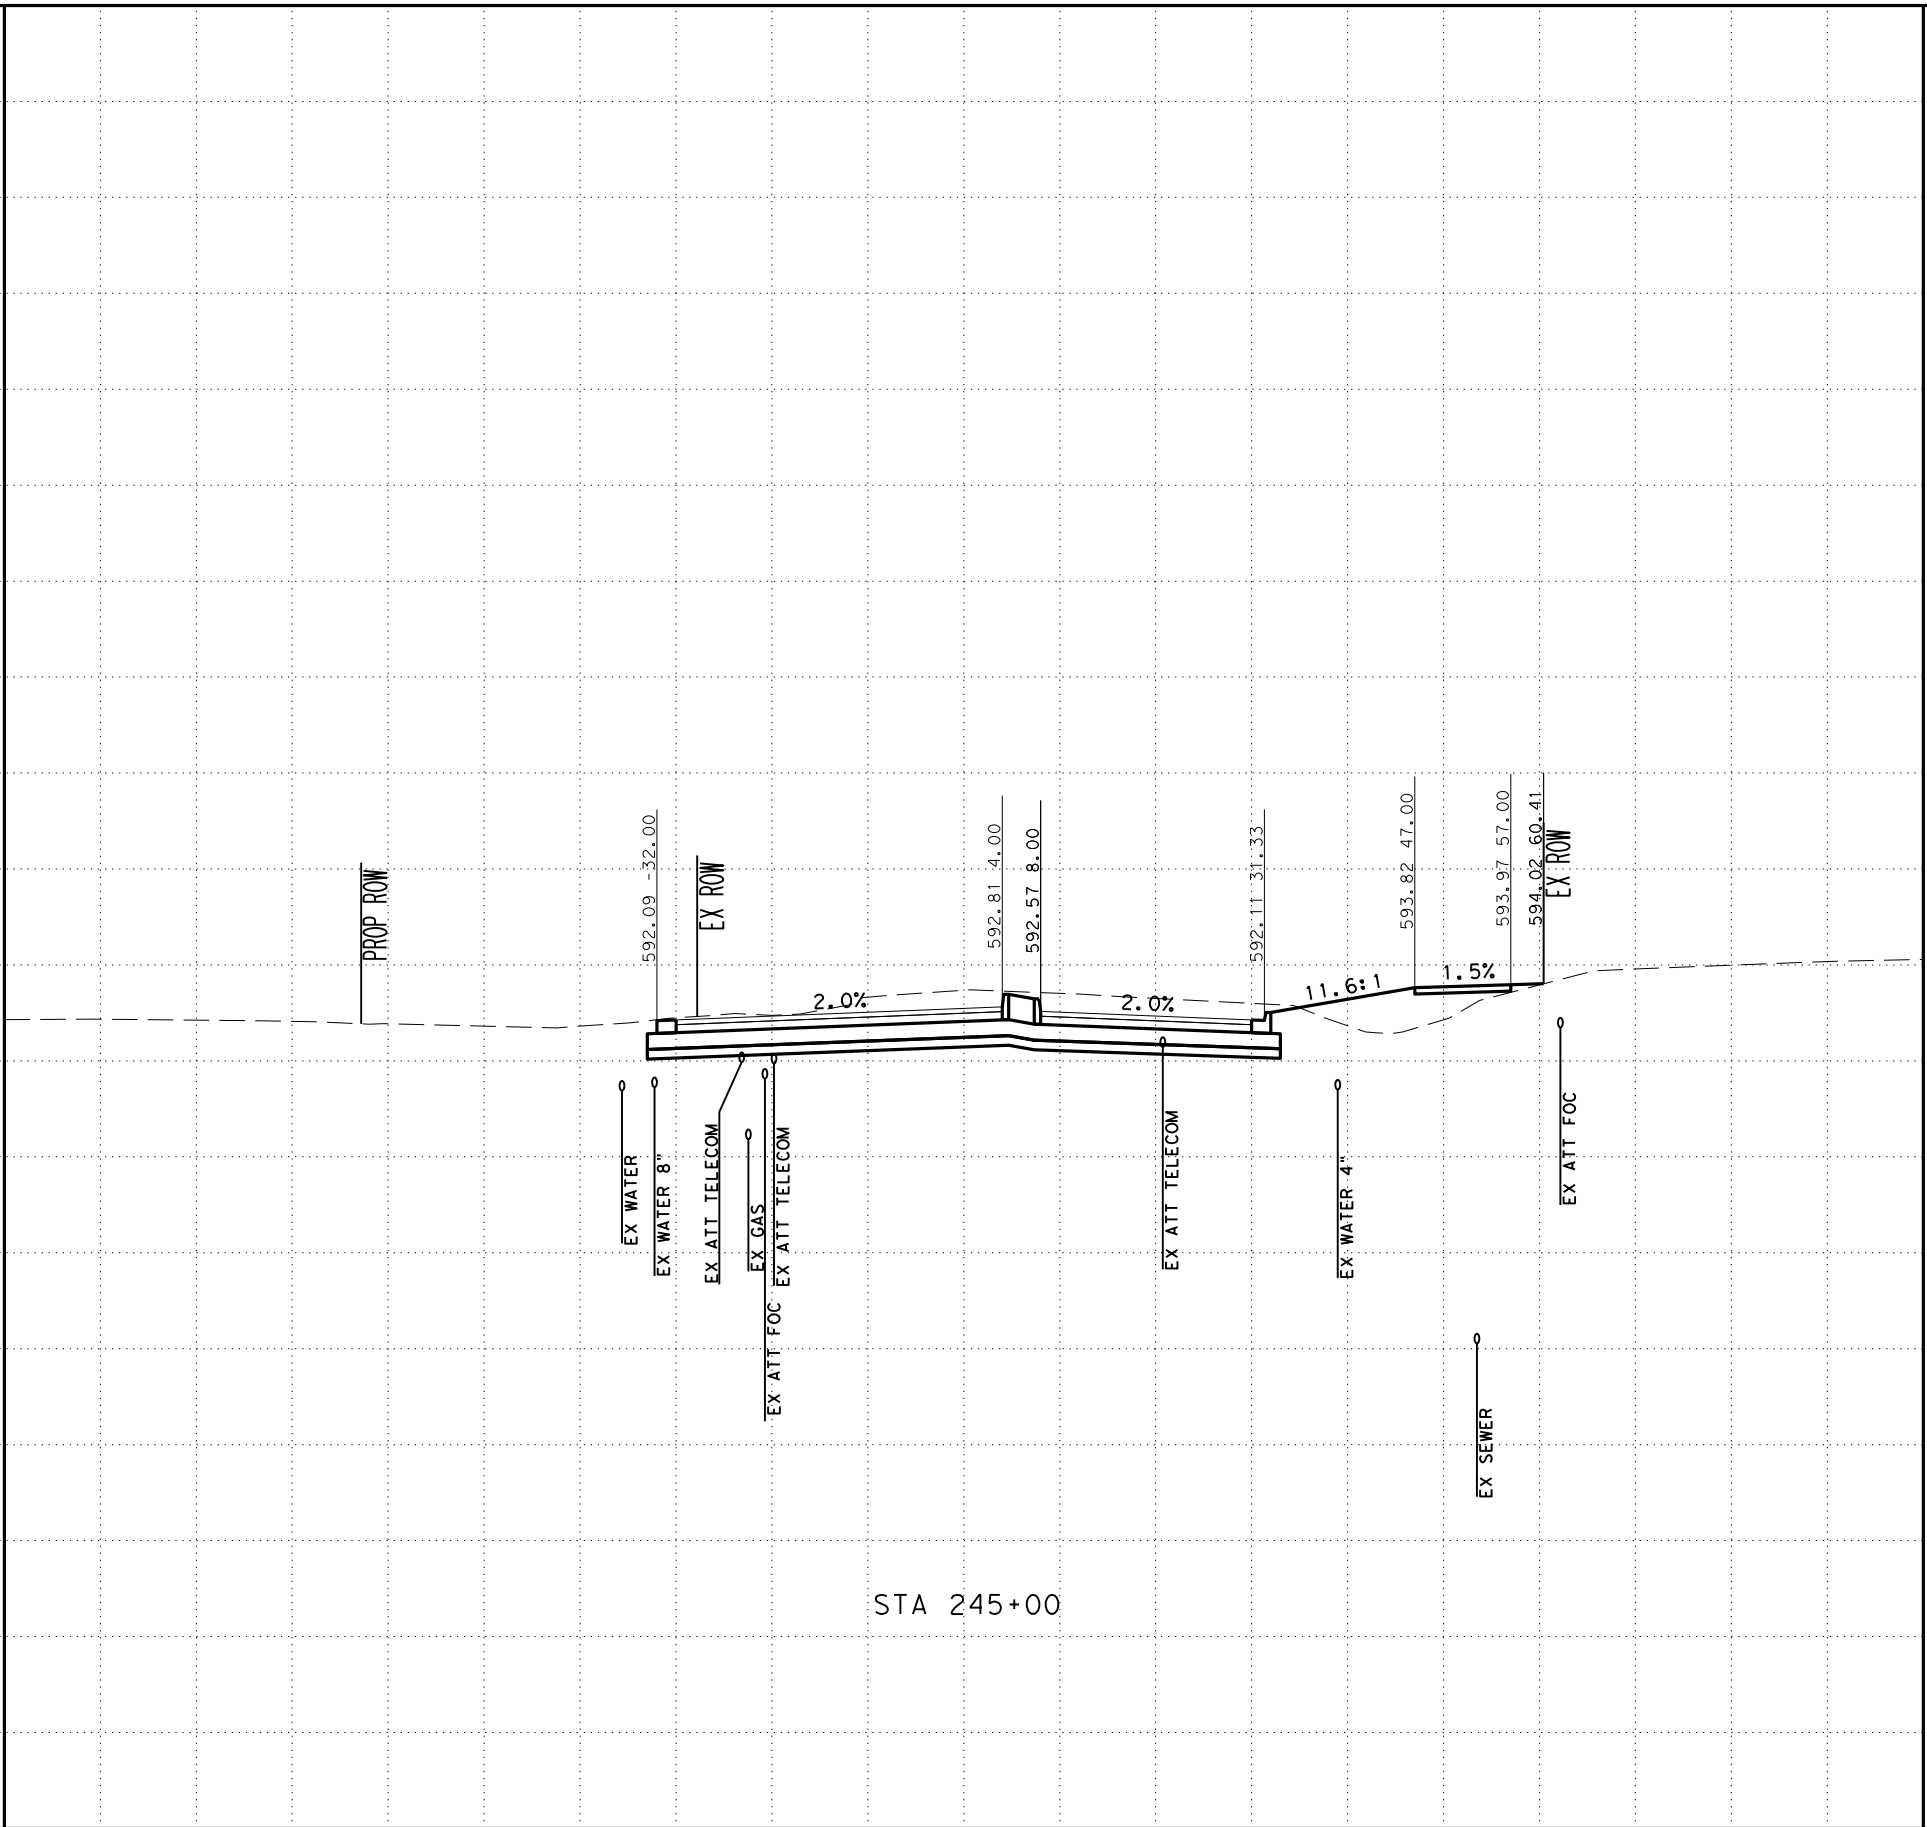 PROP ROW
592.09 -32.00
EX ROW
592.81 4.00
592.57 8.00
592.11 31.33
593.82 47.00
593.97 57.00
594.02 60.41
EX ROW
2.0%
2.0%
11.6:1
1.5%
EX WATER
EX WATER 8"
EX ATT TELECOM
EX GAS
EX ATT FOC
EX ATT TELECOM
EX ATT TELECOM
EX WATER 4"
EX SEWER
EX ATT FOC
STA 245+00